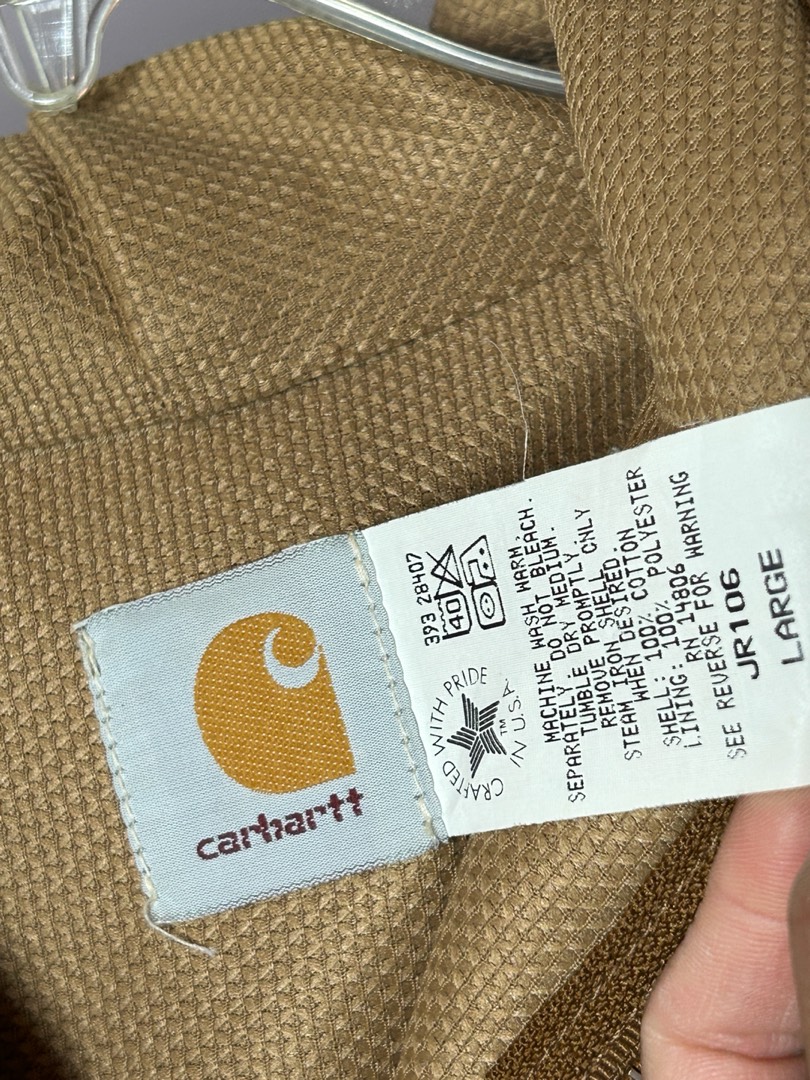 carhartt
CRAFTED WITH PRIDE
IN U.S.A.
TM
393 28407
40
MACHINE WASH WARM,
SEPARATELY. DO NOT BLEACH.
TUMBLE DRY MEDIUM.
REMOVE PROMPTLY.
STEAM IRON SHELL ONLY
WHEN DESIRED.
SHELL: 100% COTTON
LINING: 100% POLYESTER
RN 14806
SEE REVERSE FOR WARNING
JR106
LARGE